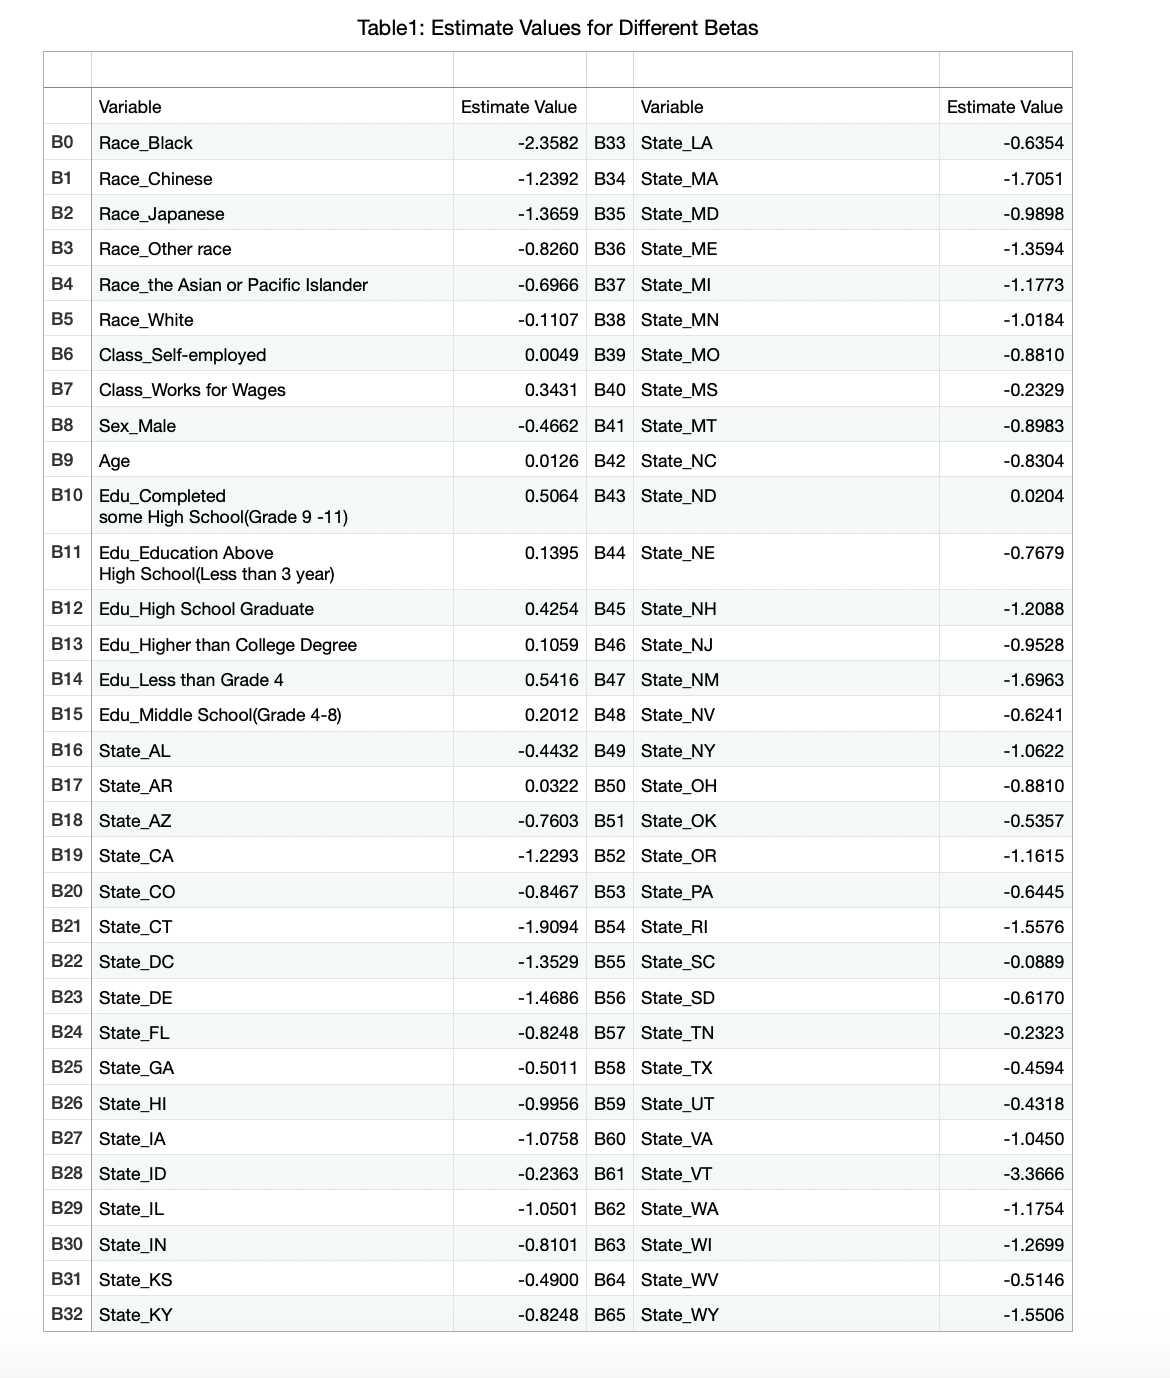 Table1: Estimate Values for Different Betas
Variable Estimate Value Variable Estimate Value
B0 Race_Black -2.3582 B33 State_LA -0.6354
B1 Race_Chinese -1.2392 B34 State_MA -1.7051
B2 Race_Japanese -1.3659 B35 State_MD -0.9898
B3 Race_Other race -0.8260 B36 State_ME -1.3594
B4 Race_the Asian or Pacific Islander -0.6966 B37 State_MI -1.1773
B5 Race_White -0.1107 B38 State_MN -1.0184
B6 Class_Self-employed 0.0049 B39 State_MO -0.8810
B7 Class_Works for Wages 0.3431 B40 State_MS -0.2329
B8 Sex_Male -0.4662 B41 State_MT -0.8983
B9 Age 0.0126 B42 State_NC -0.8304
B10 Edu_Completed 0.5064 B43 State_ND 0.0204
some High School(Grade 9 -11)
B11 Edu_Education Above 0.1395 B44 State_NE -0.7679
High School(Less than 3 year)
B12 Edu_High School Graduate 0.4254 B45 State_NH -1.2088
B13 Edu_Higher than College Degree 0.1059 B46 State_NJ -0.9528
B14 Edu_Less than Grade 4 0.5416 B47 State_NM -1.6963
B15 Edu_Middle School(Grade 4-8) 0.2012 B48 State_NV -0.6241
B16 State_AL -0.4432 B49 State_NY -1.0622
B17 State_AR 0.0322 B50 State_OH -0.8810
B18 State_AZ -0.7603 B51 State_OK -0.5357
B19 State_CA -1.2293 B52 State_OR -1.1615
B20 State_CO -0.8467 B53 State_PA -0.6445
B21 State_CT -1.9094 B54 State_RI -1.5576
B22 State_DC -1.3529 B55 State_SC -0.0889
B23 State_DE -1.4686 B56 State_SD -0.6170
B24 State_FL -0.8248 B57 State_TN -0.2323
B25 State_GA -0.5011 B58 State_TX -0.4594
B26 State_HI -0.9956 B59 State_UT -0.4318
B27 State_IA -1.0758 B60 State_VA -1.0450
B28 State_ID -0.2363 B61 State_VT -3.3666
B29 State_IL -1.0501 B62 State_WA -1.1754
B30 State_IN -0.8101 B63 State_WI -1.2699
B31 State_KS -0.4900 B64 State_WV -0.5146
B32 State_KY -0.8248 B65 State_WY -1.5506